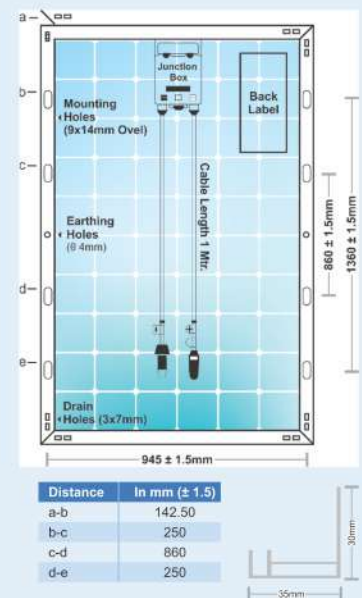 a
Junction
Box
b
Mounting
Holes
(9x14mm Ovel)
Back
Label
c
Cable Length 1 Mtr.
860 ± 1.5mm
1360 ± 1.5mm
Earthing
Holes
(θ 4mm)
d
e
Drain
Holes (3x7mm)
945 ± 1.5mm
Distance In mm (± 1.5)
a-b 142.50
b-c 250
c-d 860
d-e 250
30mm
35mm